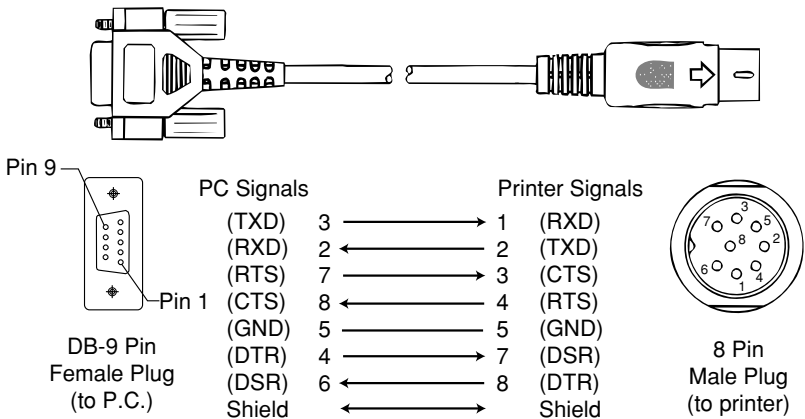 Pin 9
PC Signals Printer Signals
(TXD) 3 1 (RXD)
(RXD) 2 2 (TXD)
(RTS) 7 3 (CTS)
(CTS) 8 4 (RTS)
(GND) 5 5 (GND)
(DTR) 4 7 (DSR)
(DSR) 6 8 (DTR)
Shield Shield
Pin 1
DB-9 Pin
Female Plug
(to P.C.)
3
7 5
8 2
6 4
1
8 Pin
Male Plug
(to printer)